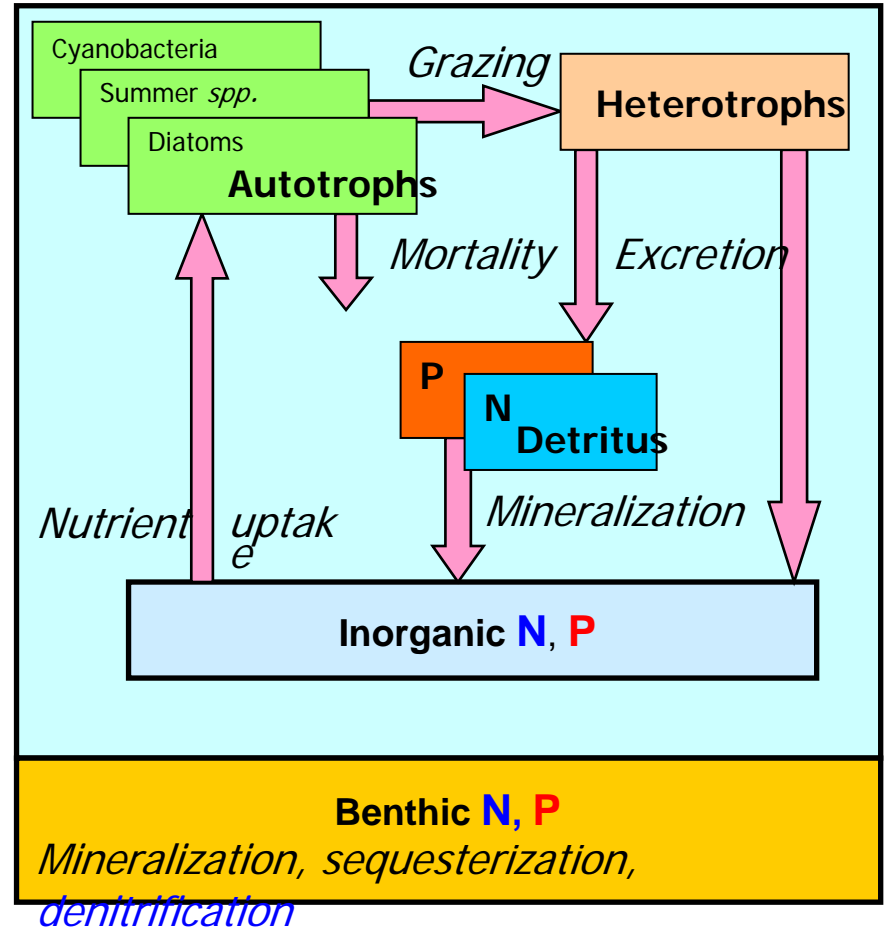 Cyanobacteria
Summer spp.
Diatoms
Autotrophs
Grazing
Heterotrophs
Mortality
Excretion
P
N
Detritus
Nutrient uptak
e
Mineralization
Inorganic N, P
Benthic N, P
Mineralization, sequesterization,
denitrification